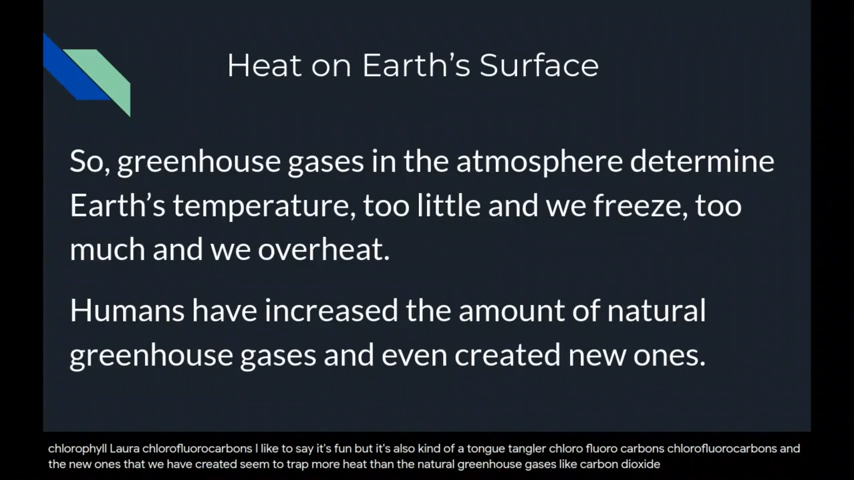 Heat on Earth's Surface
So, greenhouse gases in the atmosphere determine
Earth's temperature, too little and we freeze, too
much and we overheat.
Humans have increased the amount of natural
greenhouse gases and even created new ones.
chlorophyll Laura chlorofluorocarbons I like to say it's fun but it's also kind of a tongue tangler chloro fluoro carbons chlorofluorocarbons and
the new ones that we have created seem to trap more heat than the natural greenhouse gases like carbon dioxide